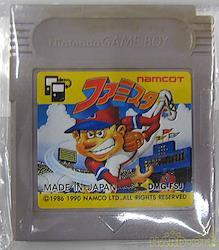 Nintendo GAME BOY
namcot
ファミスタ
MADE IN JAPAN DMG-FSJ
©1986 1990 NAMCO LTD., ALL RIGHTS RESERVED